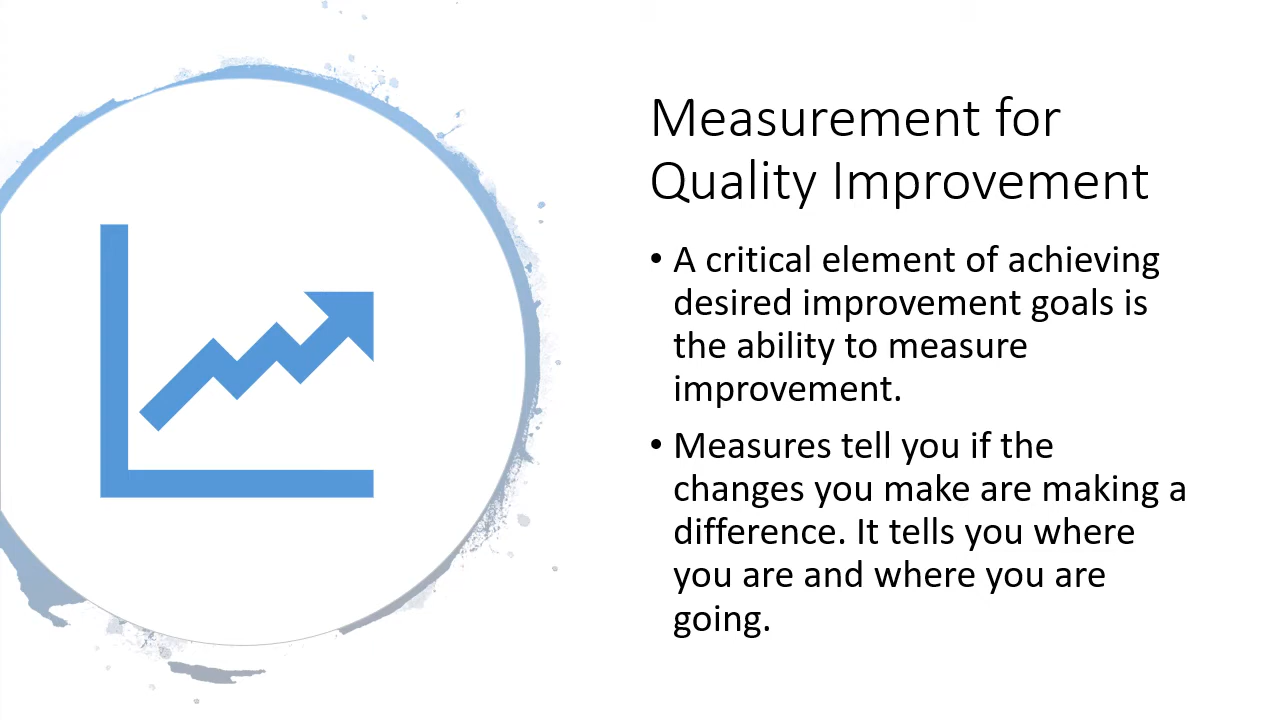 Measurement for
Quality Improvement
• A critical element of achieving
desired improvement goals is
the ability to measure
improvement.
• Measures tell you if the
changes you make are making a
difference. It tells you where
you are and where you are
going.